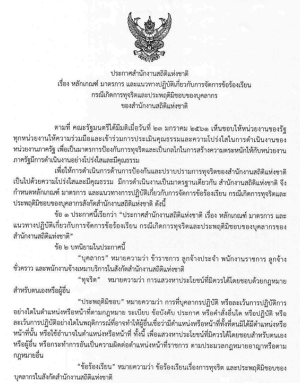 ประกาศสำนักงานสถิติแห่งชาติ
เรื่อง หลักเกณฑ์ มาตรการ และแนวทางปฏิบัติเกี่ยวกับการจัดการข้อร้องเรียน
กรณีเกิดการทุจริตและประพฤติมิชอบของบุคลากร
ของสำนักงานสถิติแห่งชาติ
ตามที่ คณะรัฐมนตรีได้มีมติเมื่อวันที่ ๒๓ มกราคม ๒๕๖๑ เห็นชอบให้หน่วยงานของรัฐ
ทุกหน่วยงานให้ความร่วมมือและเข้าร่วมการประเมินคุณธรรมและความโปร่งใสในการดำเนินงานของ
หน่วยงานภาครัฐ เพื่อเป็นมาตรการป้องกันการทุจริตและเป็นกลไกในการสร้างความตระหนักให้กับหน่วยงาน
ภาครัฐมีการดำเนินงานอย่างโปร่งใสและมีคุณธรรม
เพื่อให้การดำเนินการด้านการป้องกันและปราบปรามการทุจริตของสำนักงานสถิติแห่งชาติ
เป็นไปด้วยความโปร่งใสและมีคุณธรรม มีการดำเนินงานเป็นมาตรฐานเดียวกัน สำนักงานสถิติแห่งชาติ จึง
กำหนดหลักเกณฑ์ มาตรการ และแนวทางปฏิบัติเกี่ยวกับการจัดการข้อร้องเรียน กรณีเกิดการทุจริตและ
ประพฤติมิชอบของบุคลากรสังกัดสำนักงานสถิติแห่งชาติ ดังนี้
ข้อ ๑ ประกาศนี้เรียกว่า “ประกาศสำนักงานสถิติแห่งชาติ เรื่อง หลักเกณฑ์ มาตรการ และ
แนวทางปฏิบัติเกี่ยวกับการจัดการข้อร้องเรียน กรณีเกิดการทุจริตและประพฤติมิชอบของบุคลากรของ
สำนักงานสถิติแห่งชาติ”
ข้อ ๒ บทนิยามในประกาศนี้
“บุคลากร” หมายความว่า ข้าราชการ ลูกจ้างประจำ พนักงานราชการ ลูกจ้าง
ชั่วคราว และพนักงานจ้างเหมาบริการในสังกัดสำนักงานสถิติแห่งชาติ
“ทุจริต” หมายความว่า การแสวงหาประโยชน์ที่มิควรได้โดยชอบด้วยกฎหมาย
สำหรับตนเองหรือผู้อื่น
“ประพฤติมิชอบ” หมายความว่า การที่บุคลากรปฏิบัติ หรือละเว้นการปฏิบัติการ
อย่างใดในตำแหน่งหรือหน้าที่ตามกฎหมาย ระเบียบ ข้อบังคับ ประกาศ หรือคำสั่งอื่นใด หรือปฏิบัติ หรือ
ละเว้นการปฏิบัติอย่างใดในพฤติการณ์ที่อาจทำให้ผู้อื่นเชื่อว่ามีตำแหน่งหรือหน้าที่ทั้งที่ตนมิได้มีตำแหน่งหรือ
หน้าที่นั้น หรือใช้อำนาจในตำแหน่งหรือหน้าที่ ทั้งนี้ เพื่อแสวงหาประโยชน์ที่มิควรได้โดยชอบสำหรับตนเอง
หรือผู้อื่น หรือกระทำการอันเป็นความผิดต่อตำแหน่งหน้าที่ราชการ ตามประมวลกฎหมายอาญาหรือตาม
กฎหมายอื่น
“ข้อร้องเรียน” หมายความว่า ข้อร้องเรียนเรื่องการทุจริต และประพฤติมิชอบของ
บุคลากรในสังกัดสำนักงานสถิติแห่งชาติ